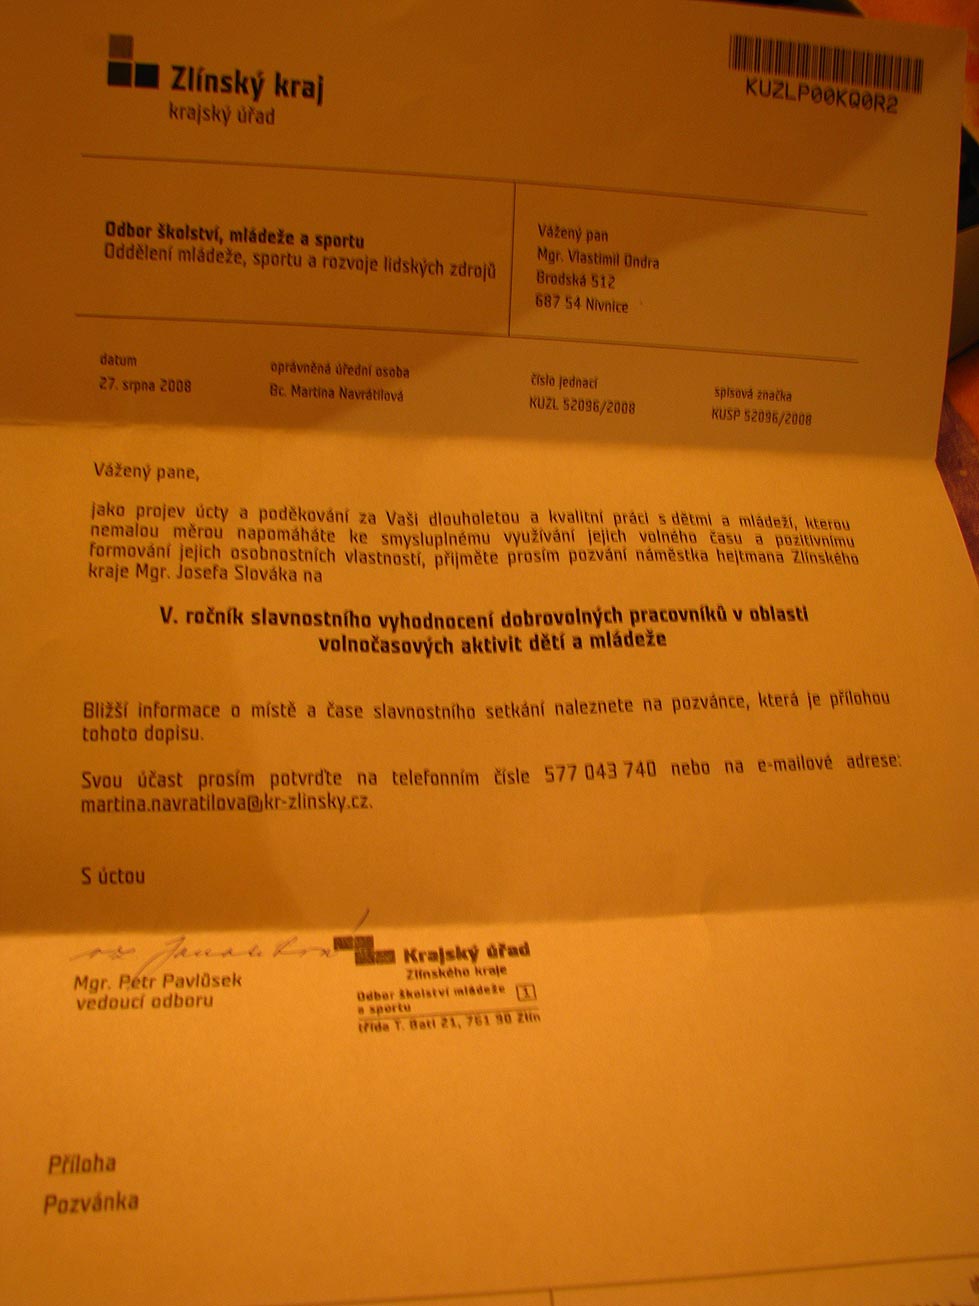 Zlínský kraj
krajský úřad
KUZLP00KQ0R2
Odbor školství, mládeže a sportu
Oddělení mládeže, sportu a rozvoje lidských zdrojů
Vážený pan
Mgr. Vlastimil Ondra
Brodská 512
687 54 Nivnice
datum
27. srpna 2008
oprávněná úřední osoba
Bc. Martina Navrátilová
číslo jednací
KUZL 52096/2008
spisová značka
KUSP 52096/2008
Vážený pane,
jako projev úcty a poděkování za Vaši dlouholetou a kvalitní práci s dětmi a mládeží, kterou
nemalou měrou napomáháte ke smysluplnému využívání jejich volného času a pozitivnímu
formování jejich osobnostních vlastností, přijměte prosím pozvání náměstka hejtmana Zlínského
kraje Mgr. Josefa Slováka na
V. ročník slavnostního vyhodnocení dobrovolných pracovníků v oblasti
volnočasových aktivit dětí a mládeže
Bližší informace o místě a čase slavnostního setkání naleznete na pozvánce, která je přílohou
tohoto dopisu.
Svou účast prosím potvrďte na telefonním čísle 577 043 740 nebo na e-mailové adrese:
martina.navratilova@kr-zlinsky.cz.
S úctou
Mgr. Petr Pavlůsek
vedoucí odboru
Krajský úřad
Zlínského kraje
Odbor školství mládeže 1
a sportu
třída T. Bati 21, 761 90 Zlín
Příloha
Pozvánka